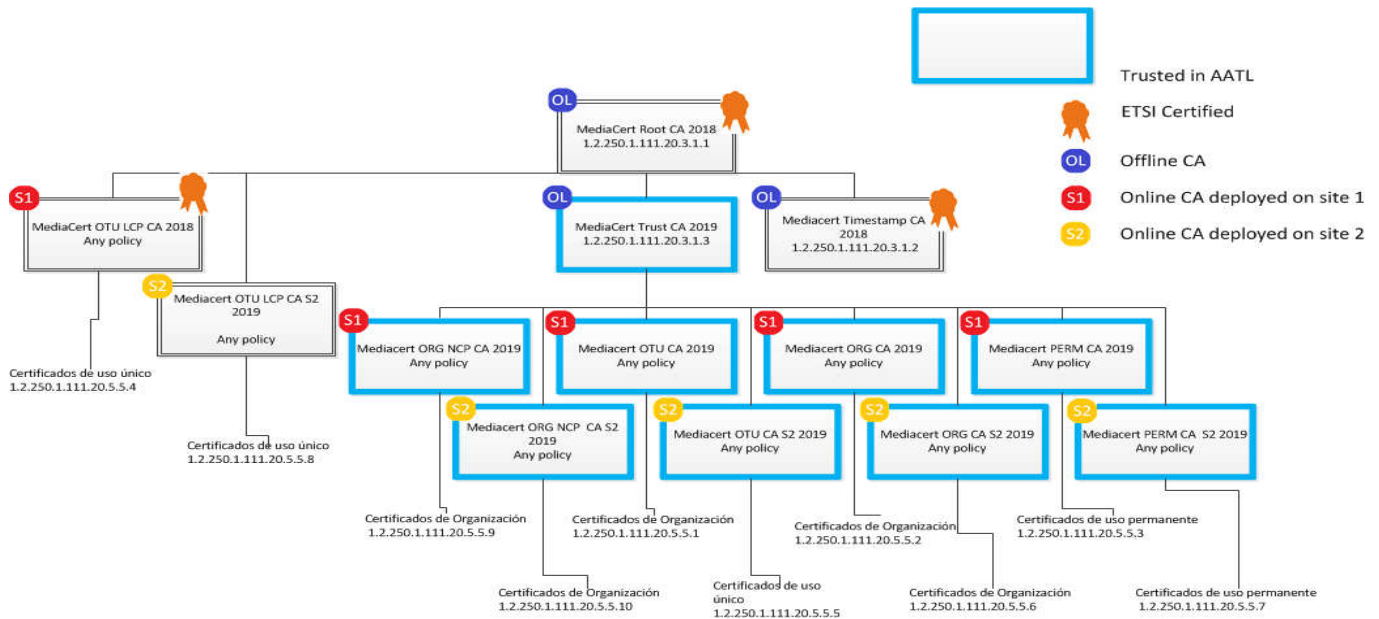 Trusted in AATL
ETSI Certified
OL
Offline CA
S1
Online CA deployed on site 1
S2
Online CA deployed on site 2
OL
MediaCert Root CA 2018
1.2.250.1.111.20.3.1.1
S1
MediaCert OTU LCP CA 2018
Any policy
OL
MediaCert Trust CA 2019
1.2.250.1.111.20.3.1.3
OL
Mediacert Timestamp CA
2018
1.2.250.1.111.20.3.1.2
S2
Mediacert OTU LCP CA S2
2019
Any policy
S1
Mediacert ORG NCP CA 2019
Any policy
S1
Mediacert OTU CA 2019
Any policy
S1
Mediacert ORG CA 2019
Any policy
S1
Mediacert PERM CA 2019
Any policy
Certificados de uso único
1.2.250.1.111.20.5.5.4
S2
Mediacert ORG NCP CA S2
2019
Any policy
S2
Mediacert OTU CA S2 2019
Any policy
S2
Mediacert ORG CA S2 2019
Any policy
S2
Mediacert PERM CA S2 2019
Any policy
Certificados de uso único
1.2.250.1.111.20.5.5.8
Certificados de Organización
1.2.250.1.111.20.5.5.9
Certificados de Organización
1.2.250.1.111.20.5.5.1
Certificados de Organización
1.2.250.1.111.20.5.5.2
Certificados de uso permanente
1.2.250.1.111.20.5.5.3
Certificados de Organización
1.2.250.1.111.20.5.5.10
Certificados de uso
único
1.2.250.1.111.20.5.5.5
Certificados de Organización
1.2.250.1.111.20.5.5.6
Certificados de uso permanente
1.2.250.1.111.20.5.5.7